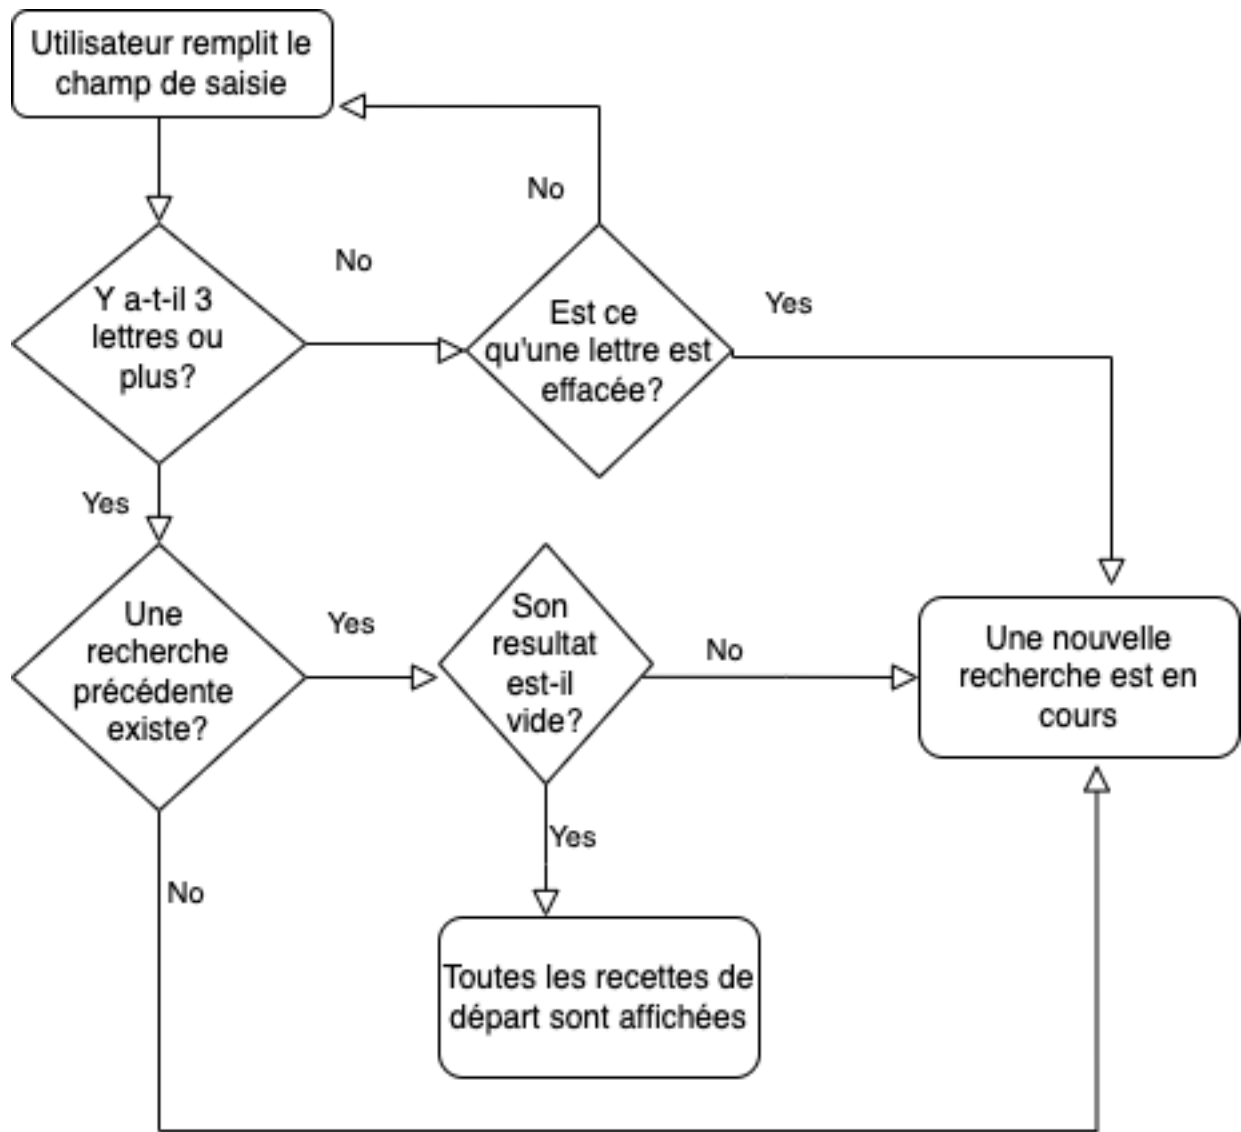 Utilisateur remplit le
champ de saisie
No
No
Y a-t-il 3
lettres ou
plus?
Est ce
qu'une lettre est
effacée?
Yes
Yes
Une
recherche
précédente
existe?
Yes
Son
resultat
est-il
vide?
No
Une nouvelle
recherche est en
cours
Yes
No
Toutes les recettes de
départ sont affichées